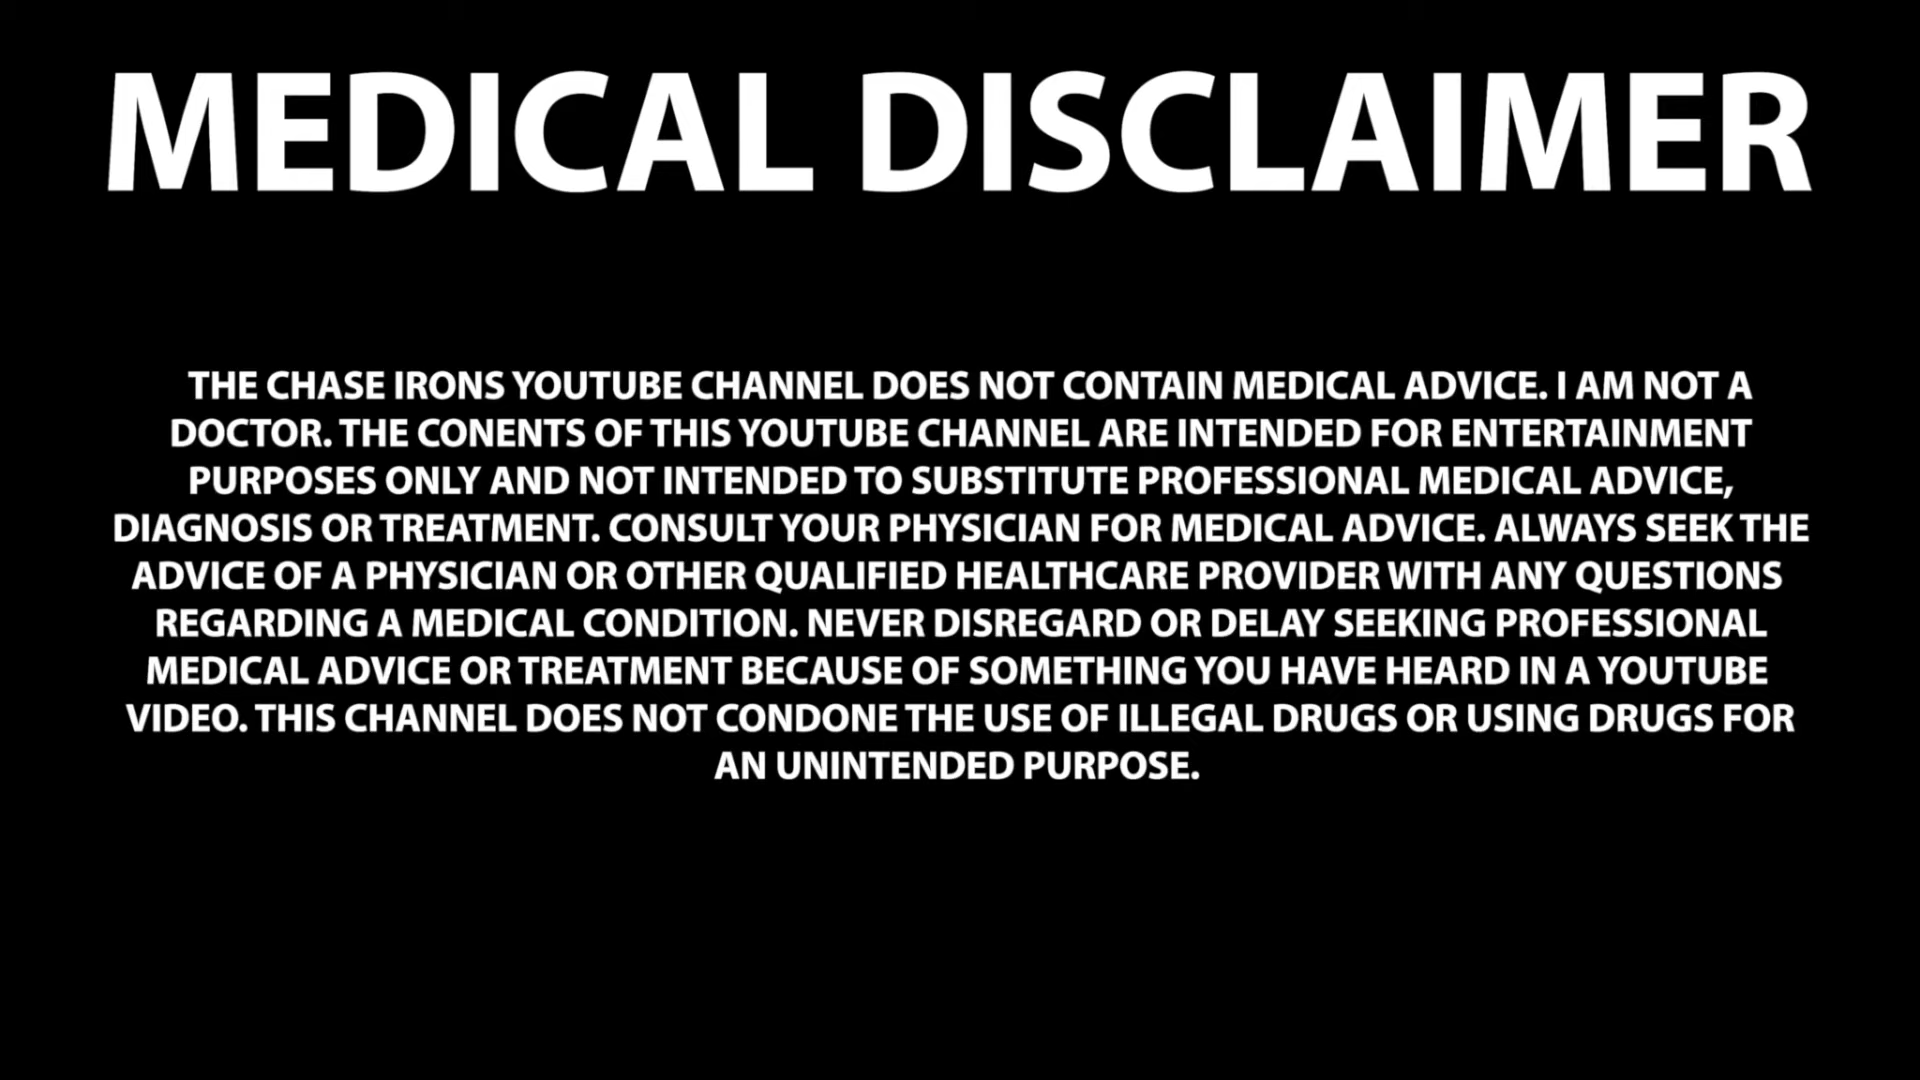 MEDICAL DISCLAIMER
THE CHASE IRONS YOUTUBE CHANNEL DOES NOT CONTAIN MEDICAL ADVICE. I AM NOT A
DOCTOR. THE CONENTS OF THIS YOUTUBE CHANNEL ARE INTENDED FOR ENTERTAINMENT
PURPOSES ONLY AND NOT INTENDED TO SUBSTITUTE PROFESSIONAL MEDICAL ADVICE,
DIAGNOSIS OR TREATMENT. CONSULT YOUR PHYSICIAN FOR MEDICAL ADVICE. ALWAYS SEEK THE
ADVICE OF A PHYSICIAN OR OTHER QUALIFIED HEALTHCARE PROVIDER WITH ANY QUESTIONS
REGARDING A MEDICAL CONDITION. NEVER DISREGARD OR DELAY SEEKING PROFESSIONAL
MEDICAL ADVICE OR TREATMENT BECAUSE OF SOMETHING YOU HAVE HEARD IN A YOUTUBE
VIDEO. THIS CHANNEL DOES NOT CONDONE THE USE OF ILLEGAL DRUGS OR USING DRUGS FOR
AN UNINTENDED PURPOSE.